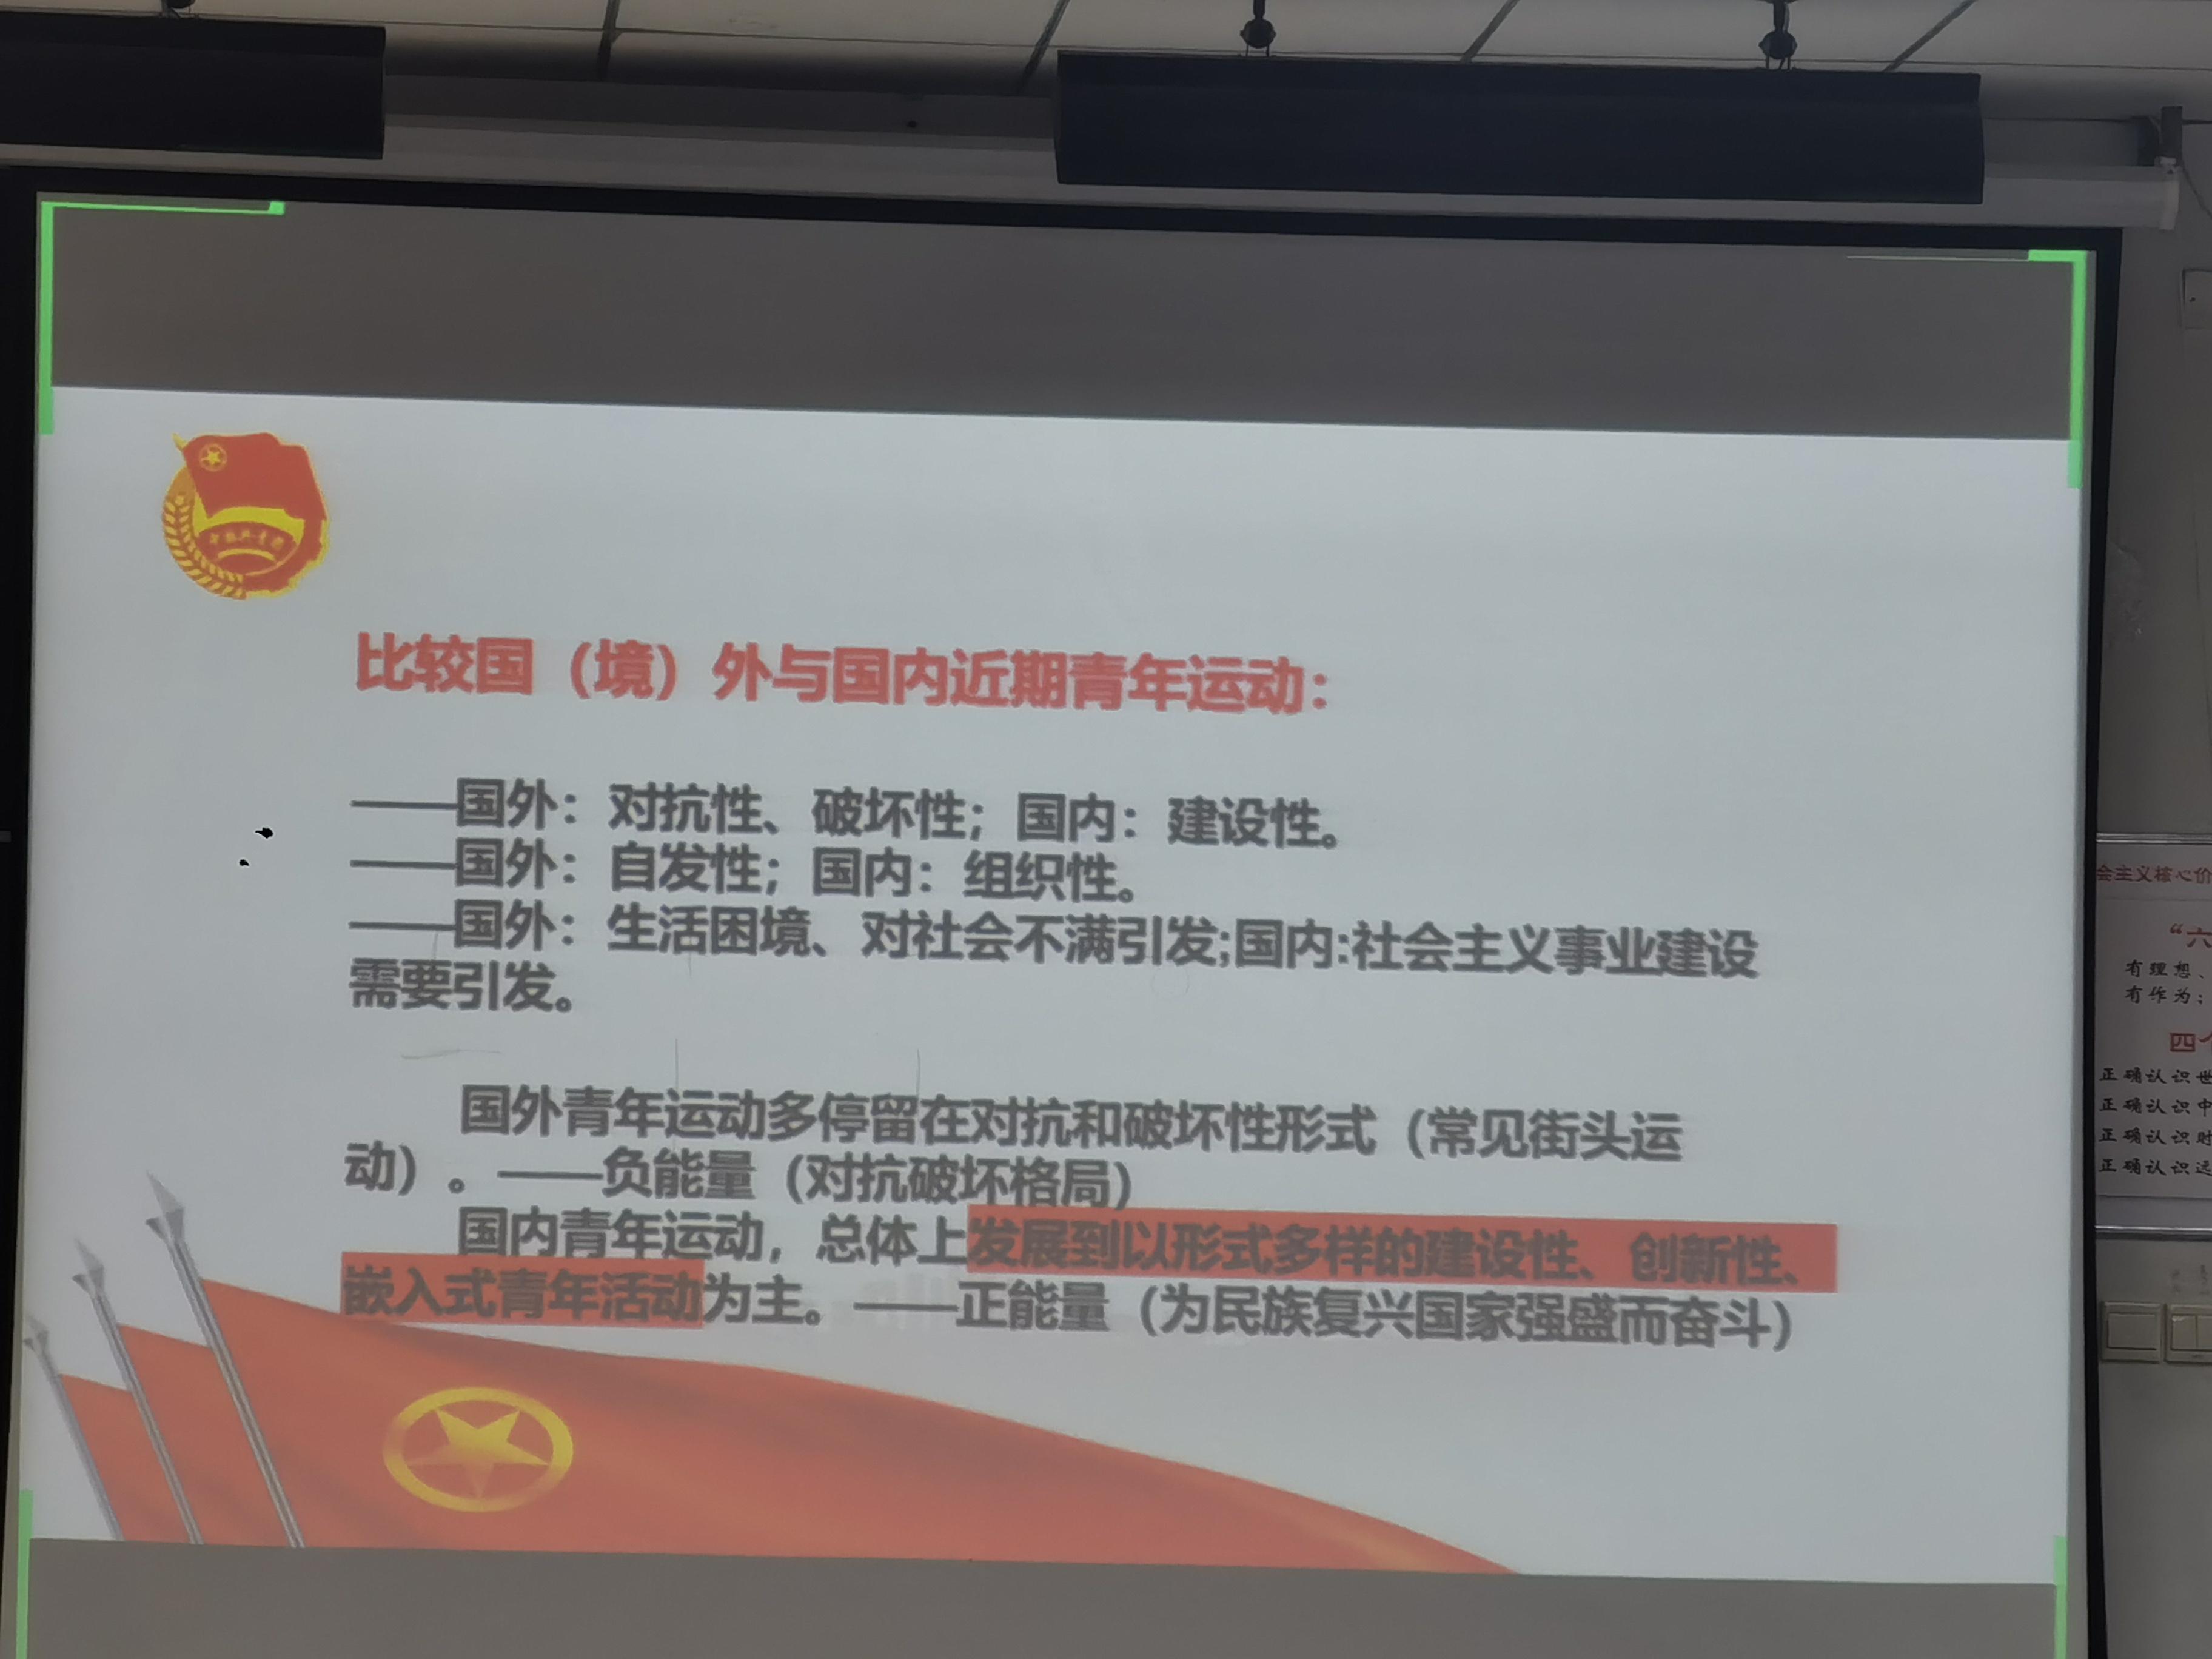 比较国（境）外与国内近期青年运动：
——国外：对抗性、破坏性；国内：建设性。
——国外：自发性；国内：组织性。
——国外：生活困境、对社会不满引发;国内:社会主义事业建设
需要引发。
国外青年运动多停留在对抗和破坏性形式（常见街头运
动）。——负能量（对抗破坏格局）
国内青年运动，总体上发展到以形式多样的建设性、创新性、
嵌入式青年活动为主。——正能量（为民族复兴国家强盛而奋斗）
会主义核心价
“六
有理想、
有作为；
四个
正确认识世
正确认识中
正确认识时
正确认识远